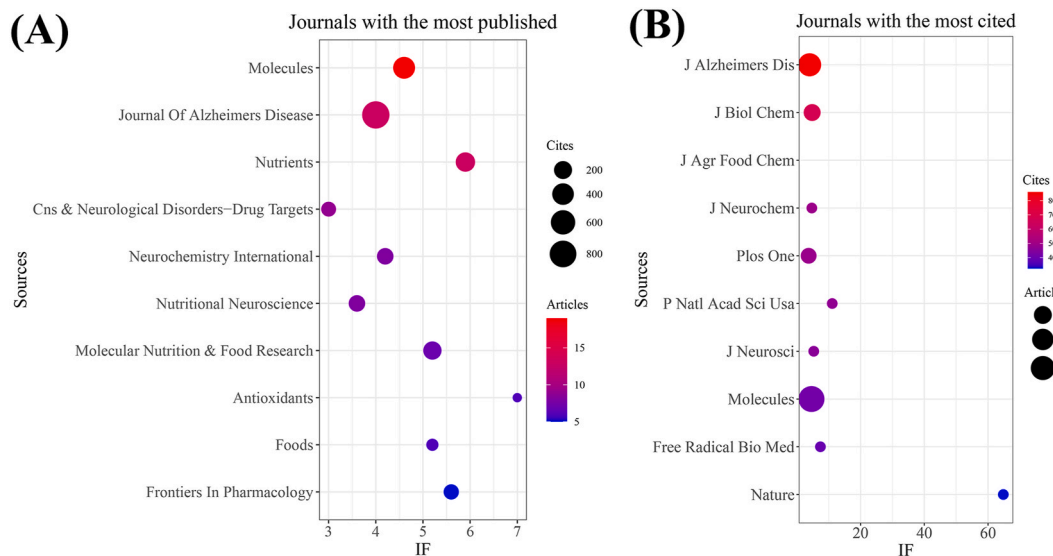 (A)
Journals with the most published
Sources
Molecules
Journal Of Alzheimers Disease
Nutrients
Cns & Neurological Disorders−Drug Targets
Neurochemistry International
Nutritional Neuroscience
Molecular Nutrition & Food Research
Antioxidants
Foods
Frontiers In Pharmacology
3 4 5 6 7
IF
Cites
200
400
600
800
Articles
15
10
5
(B)
Journals with the most cited
Sources
J Alzheimers Dis
J Biol Chem
J Agr Food Chem
J Neurochem
Plos One
P Natl Acad Sci Usa
J Neurosci
Molecules
Free Radical Bio Med
Nature
20 40 60
IF
Cites